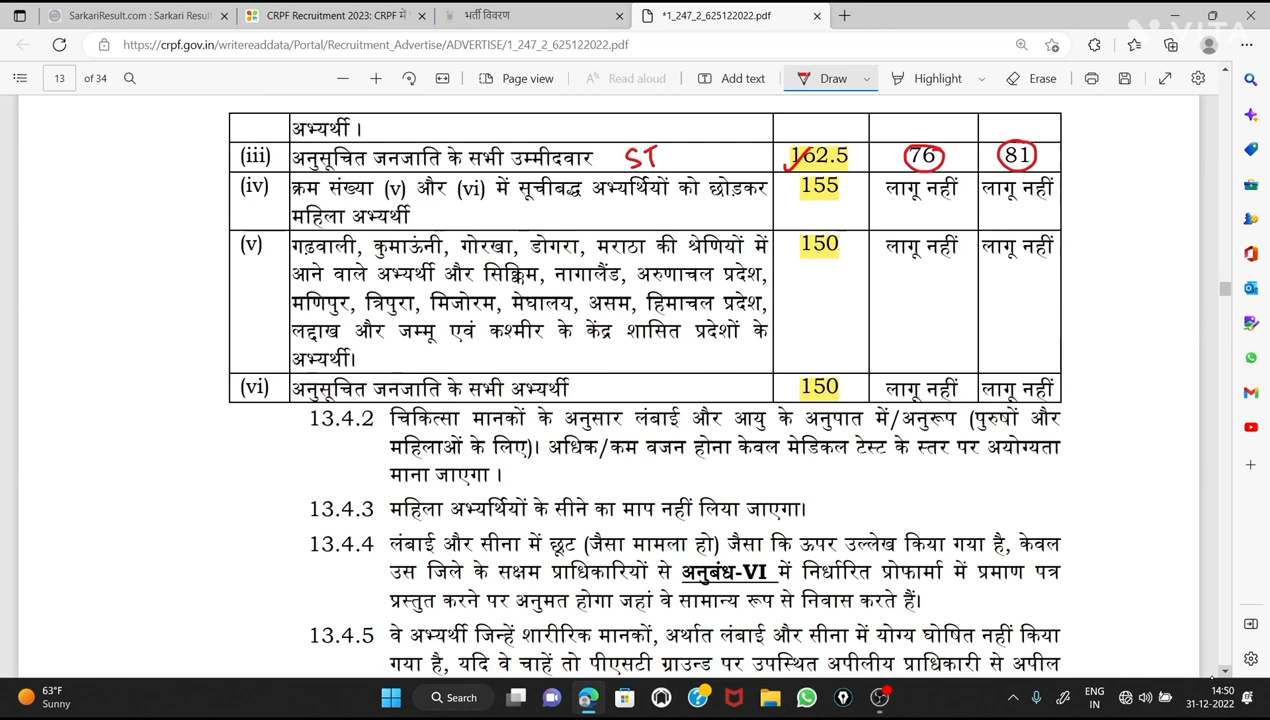 SarkariResult.com : Sarkari Resul
CRPF Recruitment 2023: CRPF में
भर्ती विवरण
*1_247_2_625122022.pdf
VITA
https://crpf.gov.in/writereaddata/Portal/Recruitment_Advertise/ADVERTISE/1_247_2_625122022.pdf
13 of 34 Page view Read aloud Add text Draw Highlight Erase
अभ्यर्थी ।
(iii) अनुसूचित जनजाति के सभी उम्मीदवार ST 162.5 76 81
(iv) क्रम संख्या (v) और (vi) में सूचीबद्ध अभ्यर्थियों को छोड़कर 155 लागू नहीं लागू नहीं
महिला अभ्यर्थी
(v) गढ़वाली, कुमाऊंनी, गोरखा, डोगरा, मराठा की श्रेणियों में 150 लागू नहीं लागू नहीं
आने वाले अभ्यर्थी और सिक्किम, नागालैंड, अरुणाचल प्रदेश,
मणिपुर, त्रिपुरा, मिजोरम, मेघालय, असम, हिमाचल प्रदेश,
लद्दाख और जम्मू एवं कश्मीर के केंद्र शासित प्रदेशों के
अभ्यर्थी।
(vi) अनुसूचित जनजाति के सभी अभ्यर्थी 150 लागू नहीं लागू नहीं
13.4.2 चिकित्सा मानकों के अनुसार लंबाई और आयु के अनुपात में/अनुरूप (पुरुषों और
महिलाओं के लिए)। अधिक/कम वजन होना केवल मेडिकल टेस्ट के स्तर पर अयोग्यता
माना जाएगा ।
13.4.3 महिला अभ्यर्थियों के सीने का माप नहीं लिया जाएगा।
13.4.4 लंबाई और सीना में छूट (जैसा मामला हो) जैसा कि ऊपर उल्लेख किया गया है, केवल
उस जिले के सक्षम प्राधिकारियों से अनुबंध-VI में निर्धारित प्रोफार्मा में प्रमाण पत्र
प्रस्तुत करने पर अनुमत होगा जहां वे सामान्य रूप से निवास करते हैं।
13.4.5 वे अभ्यर्थी जिन्हें शारीरिक मानकों, अर्थात लंबाई और सीना में योग्य घोषित नहीं किया
गया है, यदि वे चाहें तो पीएसटी ग्राउन्ड पर उपस्थित अपीलीय प्राधिकारी से अपील
63°F
Sunny
Search
ENG
IN
14:50
31-12-2022